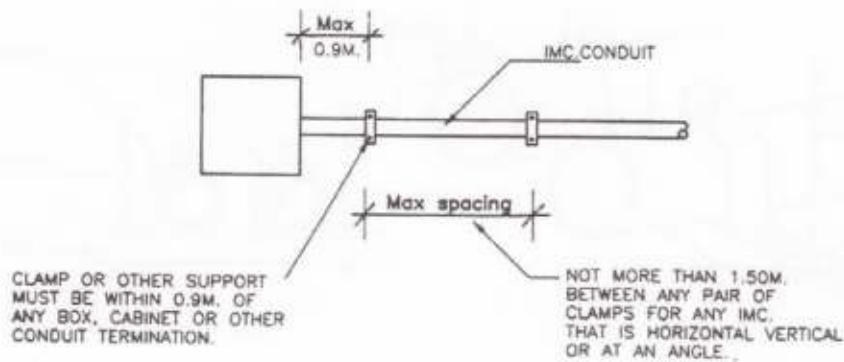 Max
0.9M.
IMC.CONDUIT
Max spacing
CLAMP OR OTHER SUPPORT
MUST BE WITHIN 0.9M. OF
ANY BOX, CABINET OR OTHER
CONDUIT TERMINATION.
NOT MORE THAN 1.50M.
BETWEEN ANY PAIR OF
CLAMPS FOR ANY IMC.
THAT IS HORIZONTAL VERTICAL
OR AT AN ANGLE.